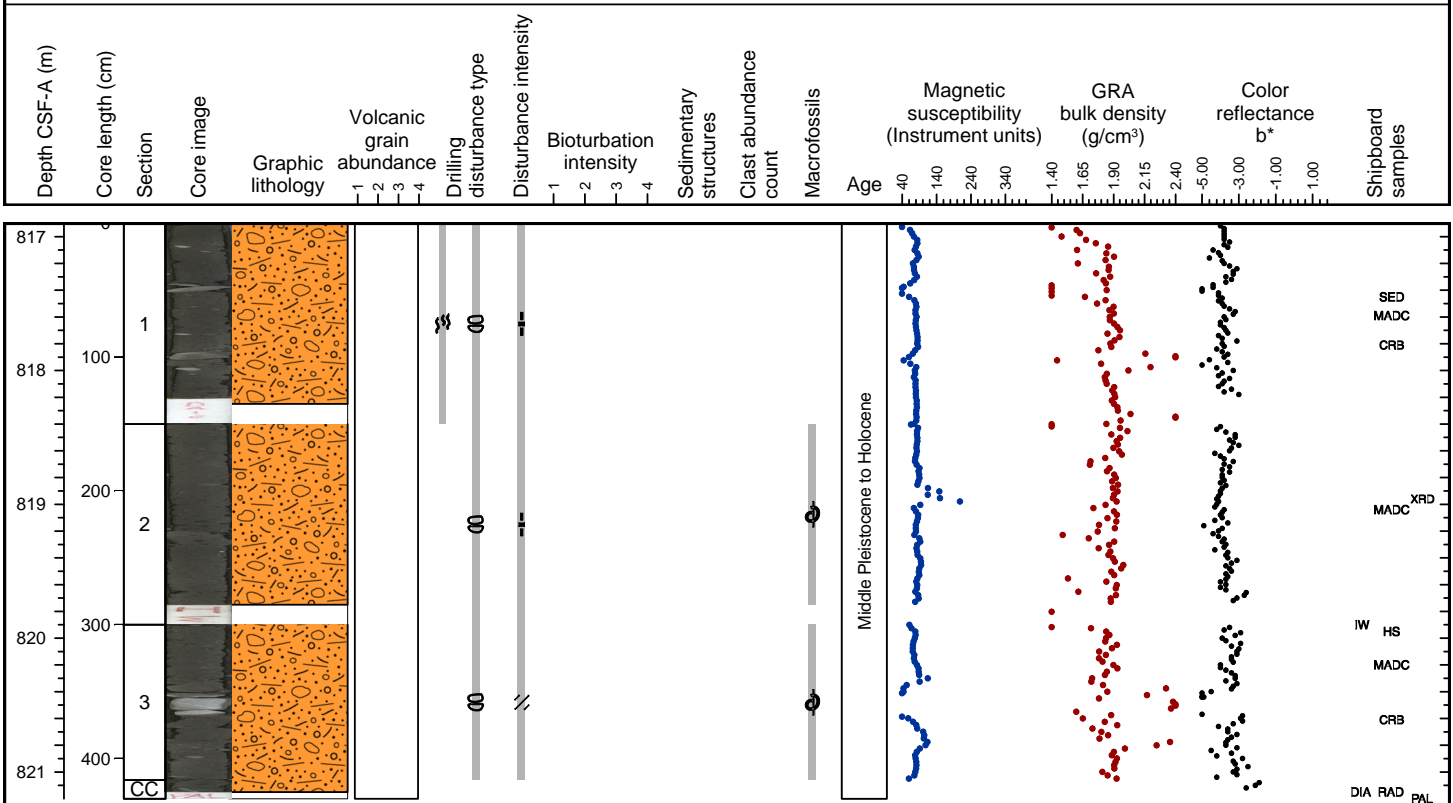 Depth CSF-A (m)
Core length (cm)
Section
Core image
Graphic
lithology
Volcanic
grain
abundance
1 2 3 4
Drilling
disturbance type
Disturbance intensity
Bioturbation
intensity
1 2 3 4
Sedimentary
structures
Clast abundance
count
Macrofossils
Age
Magnetic
susceptibility
(Instrument units)
40 140 240 340
GRA
bulk density
(g/cm³)
1.40 1.65 1.90 2.15 2.40
Color
reflectance
b*
-5.00 -3.00 -1.00 1.00
Shipboard
samples
817
818
819
820
821
0
100
200
300
400
1
2
3
CC
Middle Pleistocene to Holocene
SED
MADC
CRB
XRD
MADC
IW HS
MADC
CRB
DIA RAD PAL